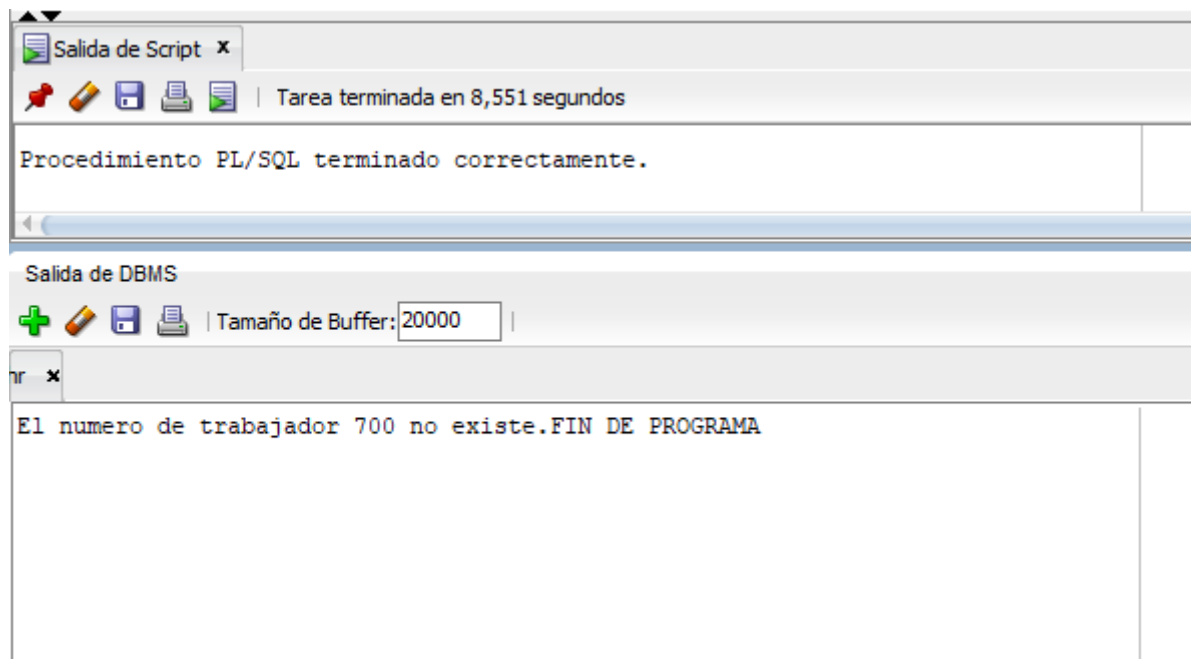 Salida de Script x
Tarea terminada en 8,551 segundos
Procedimiento PL/SQL terminado correctamente.
Salida de DBMS
Tamaño de Buffer: 20000
hr x
El numero de trabajador 700 no existe.FIN DE PROGRAMA